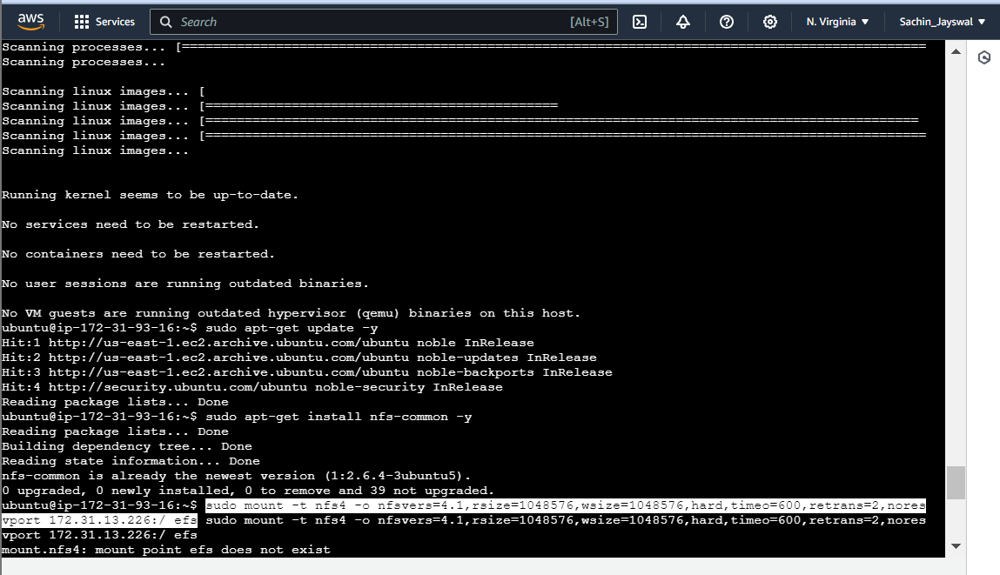 aws
Services
Search
[Alt+S]
N. Virginia
Sachin_Jayswal
Scanning processes... [===============================================================================================
Scanning processes...
Scanning linux images... [
Scanning linux images... [=============================================
Scanning linux images... [===========================================================================================
Scanning linux images... [============================================================================================
Scanning linux images...
Running kernel seems to be up-to-date.
No services need to be restarted.
No containers need to be restarted.
No user sessions are running outdated binaries.
No VM guests are running outdated hypervisor (qemu) binaries on this host.
ubuntu@ip-172-31-93-16:~$ sudo apt-get update -y
Hit:1 http://us-east-1.ec2.archive.ubuntu.com/ubuntu noble InRelease
Hit:2 http://us-east-1.ec2.archive.ubuntu.com/ubuntu noble-updates InRelease
Hit:3 http://us-east-1.ec2.archive.ubuntu.com/ubuntu noble-backports InRelease
Hit:4 http://security.ubuntu.com/ubuntu noble-security InRelease
Reading package lists... Done
ubuntu@ip-172-31-93-16:~$ sudo apt-get install nfs-common -y
Reading package lists... Done
Building dependency tree... Done
Reading state information... Done
nfs-common is already the newest version (1:2.6.4-3ubuntu5).
0 upgraded, 0 newly installed, 0 to remove and 39 not upgraded.
ubuntu@ip-172-31-93-16:~$ sudo mount -t nfs4 -o nfsvers=4.1,rsize=1048576,wsize=1048576,hard,timeo=600,retrans=2,nores
vport 172.31.13.226:/ efs sudo mount -t nfs4 -o nfsvers=4.1,rsize=1048576,wsize=1048576,hard,timeo=600,retrans=2,nores
vport 172.31.13.226:/ efs
mount.nfs4: mount point efs does not exist